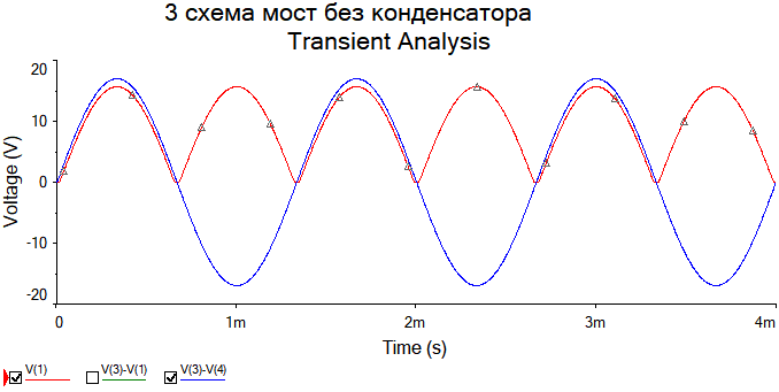 3 схема мост без конденсатора
Transient Analysis
Voltage (V)
20
10
0
-10
-20
0 1m 2m 3m 4m
Time (s)
V(1) V(3)-V(1) V(3)-V(4)